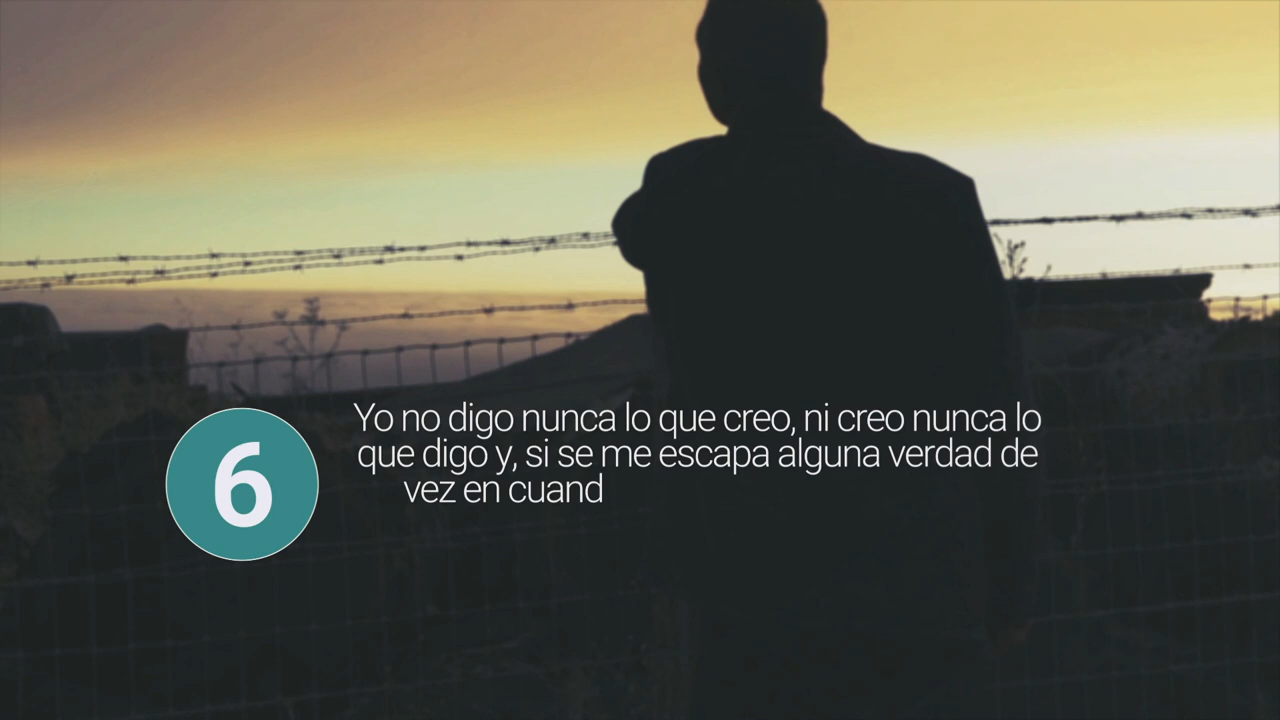 6
Yo no digo nunca lo que creo, ni creo nunca lo
que digo y, si se me escapa alguna verdad de
vez en cuand